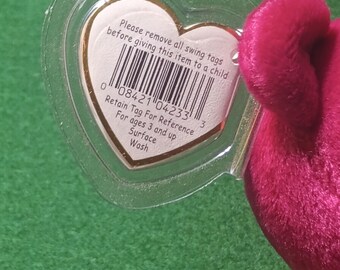 Please remove all swing tags
before giving this item to a child
0 08421 04233 3
Retain Tag For Reference
For ages 3 and up
Surface
Wash